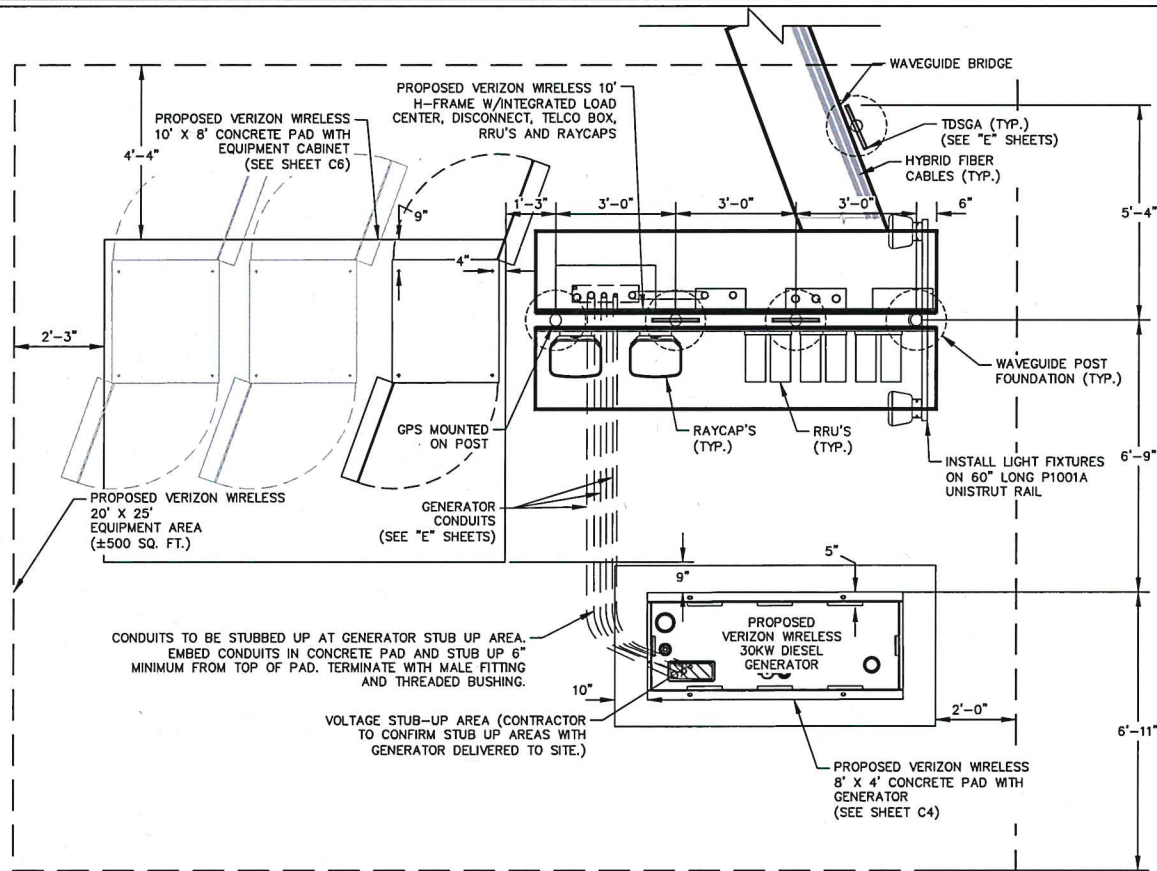 WAVEGUIDE BRIDGE
PROPOSED VERIZON WIRELESS 10'
H-FRAME W/INTEGRATED LOAD
CENTER, DISCONNECT, TELCO BOX,
RRU'S AND RAYCAPS
PROPOSED VERIZON WIRELESS
10' X 8' CONCRETE PAD WITH
EQUIPMENT CABINET
(SEE SHEET C6)
TDSGA (TYP.)
(SEE "E" SHEETS)
HYBRID FIBER
CABLES (TYP.)
4'-4"
9"
1'-3"
3'-0"
3'-0"
3'-0"
6"
5'-4"
4"
2'-3"
WAVEGUIDE POST
FOUNDATION (TYP.)
GPS MOUNTED
ON POST
RAYCAP'S
(TYP.)
RRU'S
(TYP.)
6'-9"
INSTALL LIGHT FIXTURES
ON 60" LONG P1001A
UNISTRUT RAIL
PROPOSED VERIZON WIRELESS
20' X 25'
EQUIPMENT AREA
(±500 SQ. FT.)
GENERATOR
CONDUITS
(SEE "E" SHEETS)
5"
9"
PROPOSED
VERIZON WIRELESS
30KW DIESEL
GENERATOR
CONDUITS TO BE STUBBED UP AT GENERATOR STUB UP AREA.
EMBED CONDUITS IN CONCRETE PAD AND STUB UP 6"
MINIMUM FROM TOP OF PAD. TERMINATE WITH MALE FITTING
AND THREADED BUSHING.
10"
2'-0"
VOLTAGE STUB-UP AREA (CONTRACTOR
TO CONFIRM STUB UP AREAS WITH
GENERATOR DELIVERED TO SITE.)
6'-11"
PROPOSED VERIZON WIRELESS
8' X 4' CONCRETE PAD WITH
GENERATOR
(SEE SHEET C4)